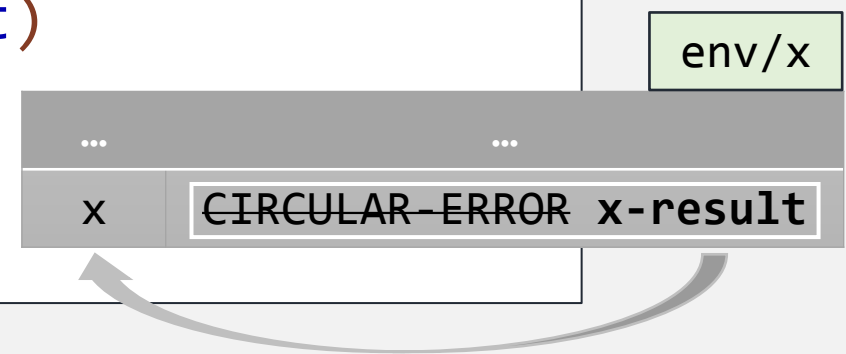 t)
env/x
… …
x CIRCULAR-ERROR x-result